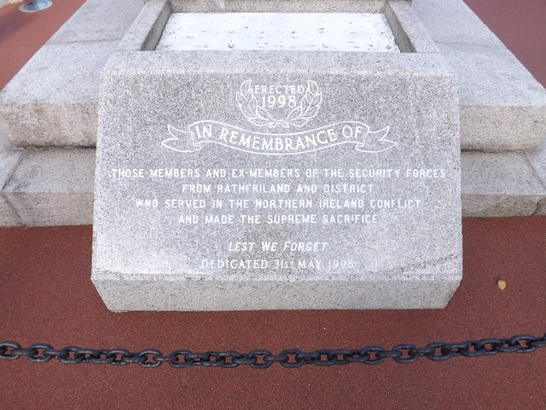 ERECTED
1998
IN REMEMBRANCE OF
THOSE MEMBERS AND EX-MEMBERS OF THE SECURITY FORCES
FROM RATHFRILAND AND DISTRICT
WHO SERVED IN THE NORTHERN IRELAND CONFLICT
AND MADE THE SUPREME SACRIFICE
LEST WE FORGET
DEDICATED 31ST MAY 1998